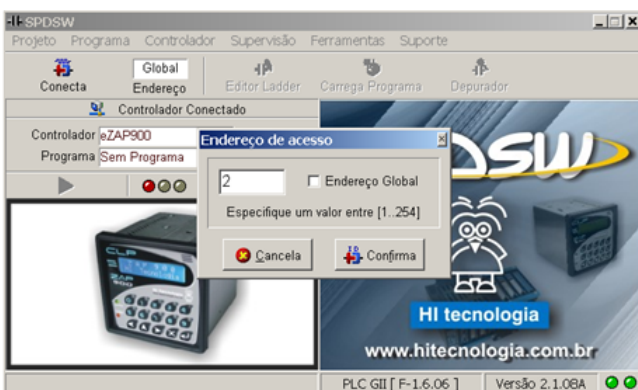 SPDSW
Projeto Programa Controlador Supervisão Ferramentas Suporte
Global
Conecta Endereço Editor Ladder Carrega Programa Depurador
Controlador Conectado
Controlador eZAP900
Programa Sem Programa
Endereço de acesso
2 Endereço Global
Especifique um valor entre [1..254]
Cancela Confirma
DSW
CLP
ZAP
900
HI tecnologia
www.hitecnologia.com.br
PLC GII [ F-1.6.06 ] Versão 2.1.08A